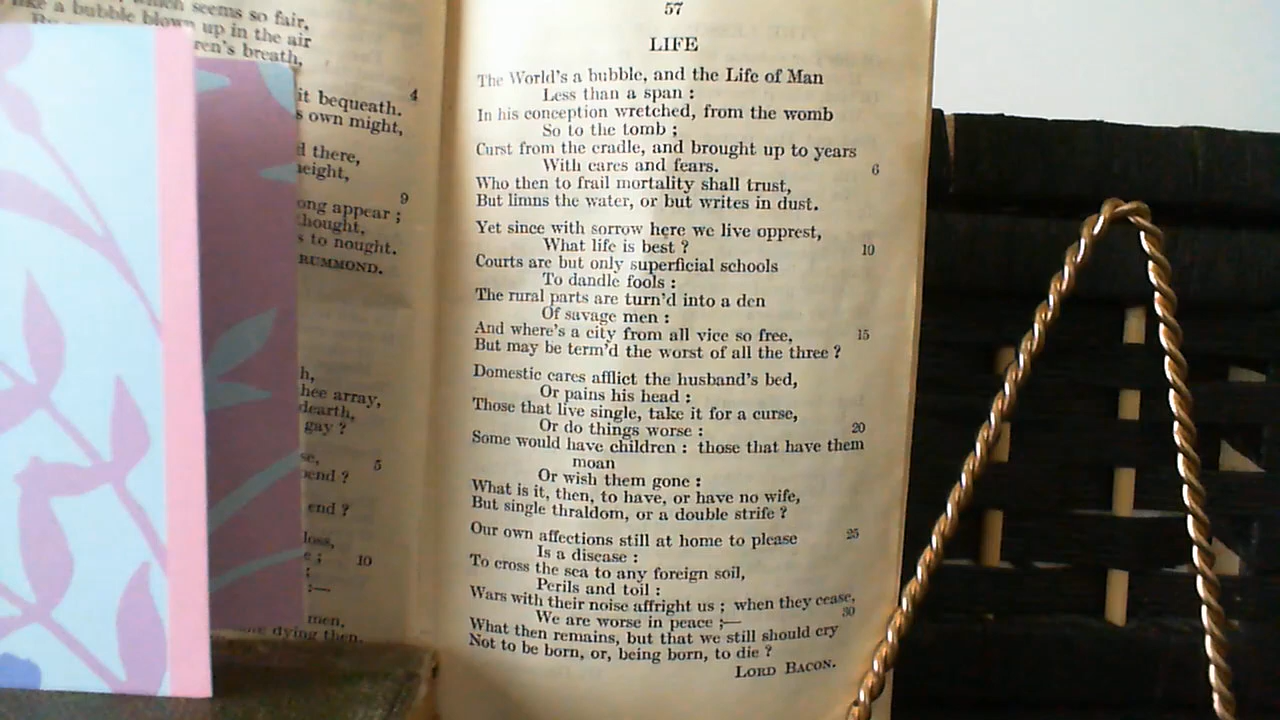 which seems so fair,
like a bubble blown up in the air
ren's breath,
4
it bequeath.
s own might,
d there,
height,
9
ong appear ;
thought,
s to nought.
RUMMOND.
h,
hee array,
dearth,
gay ?
se,
5
pend ?
end ?
loss,
e ;
10
;
:—
men,
dying then.
57
LIFE
The World's a bubble, and the Life of Man
Less than a span :
In his conception wretched, from the womb
So to the tomb ;
Curst from the cradle, and brought up to years
With cares and fears. 6
Who then to frail mortality shall trust,
But limns the water, or but writes in dust.
Yet since with sorrow here we live opprest,
What life is best ? 10
Courts are but only superficial schools
To dandle fools :
The rural parts are turn'd into a den
Of savage men :
And where's a city from all vice so free, 15
But may be term'd the worst of all the three ?
Domestic cares afflict the husband's bed,
Or pains his head :
Those that live single, take it for a curse,
Or do things worse : 20
Some would have children : those that have them
moan
Or wish them gone :
What is it, then, to have, or have no wife,
But single thraldom, or a double strife ?
Our own affections still at home to please 25
Is a disease :
To cross the sea to any foreign soil,
Perils and toil :
Wars with their noise affright us ; when they cease,
We are worse in peace ;— 30
What then remains, but that we still should cry
Not to be born, or, being born, to die ?
LORD BACON.